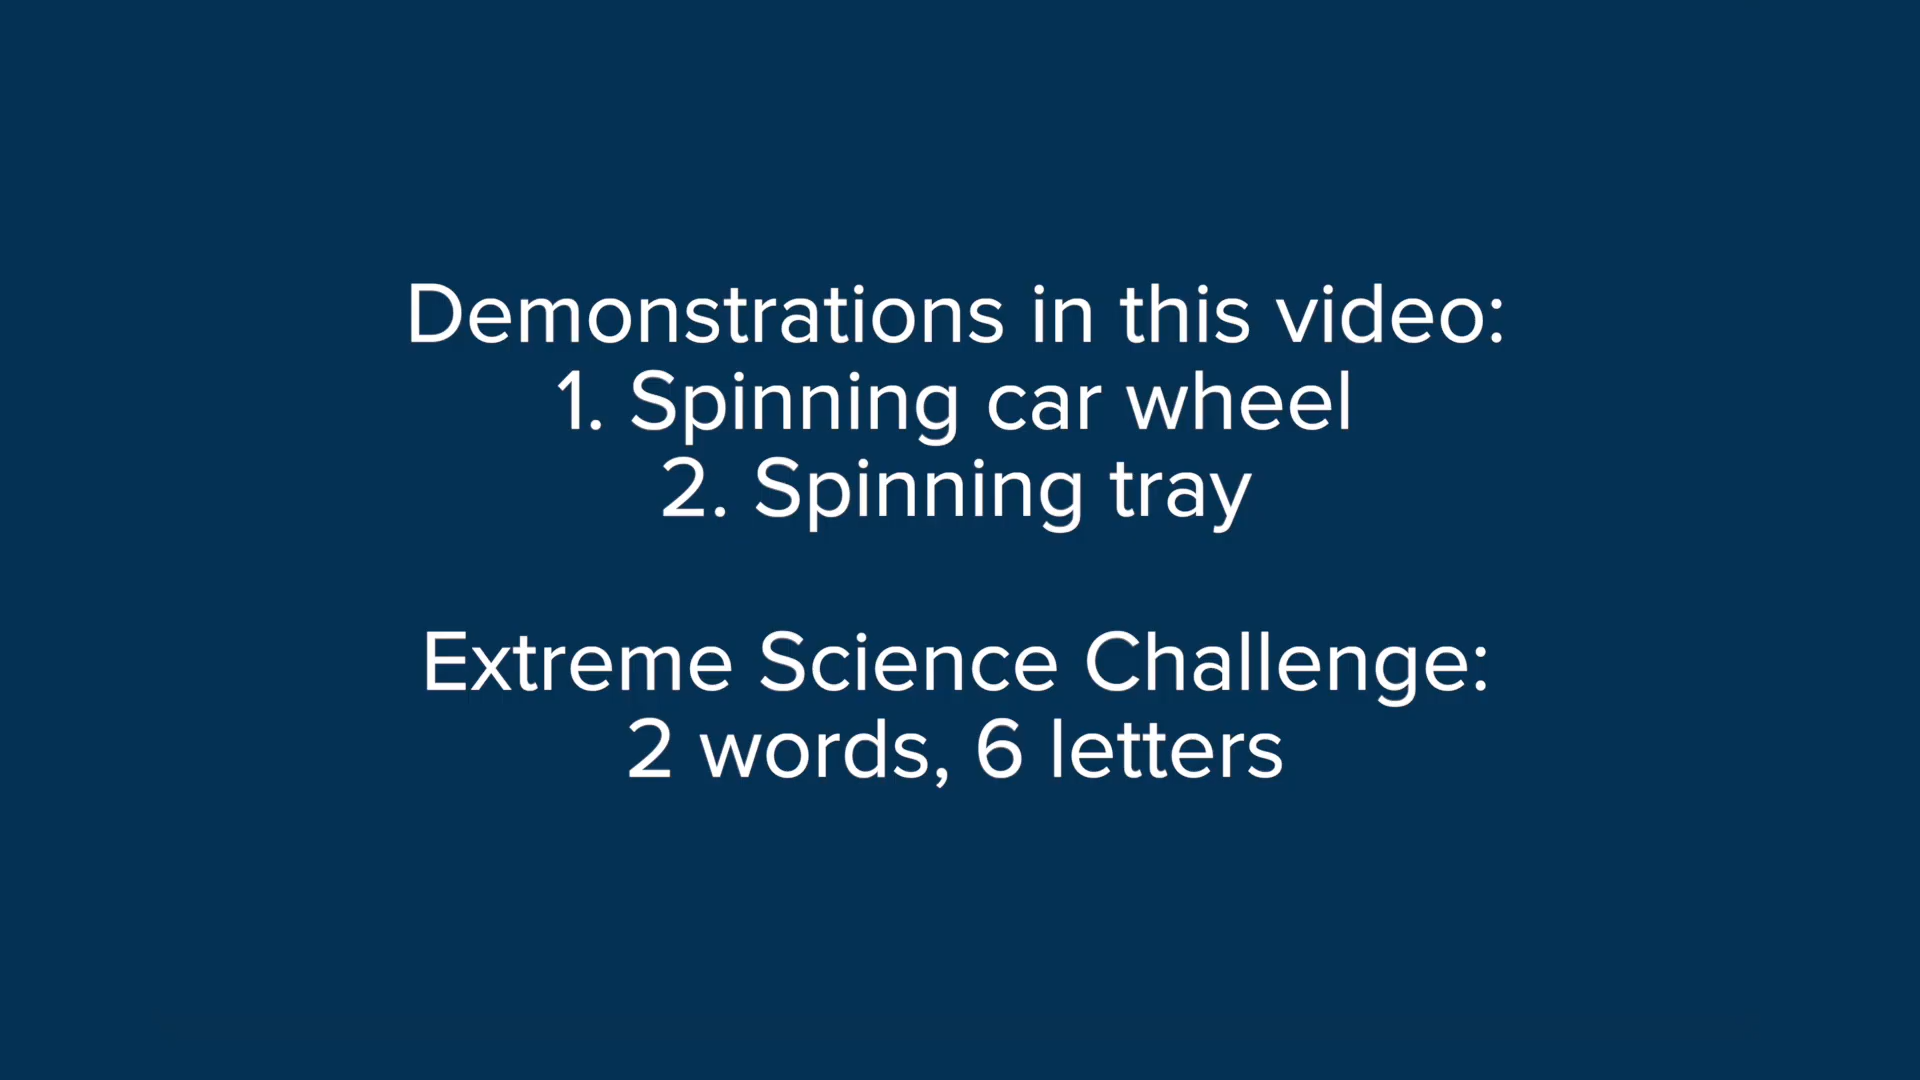 Demonstrations in this video:
1. Spinning car wheel
2. Spinning tray
Extreme Science Challenge:
2 words, 6 letters